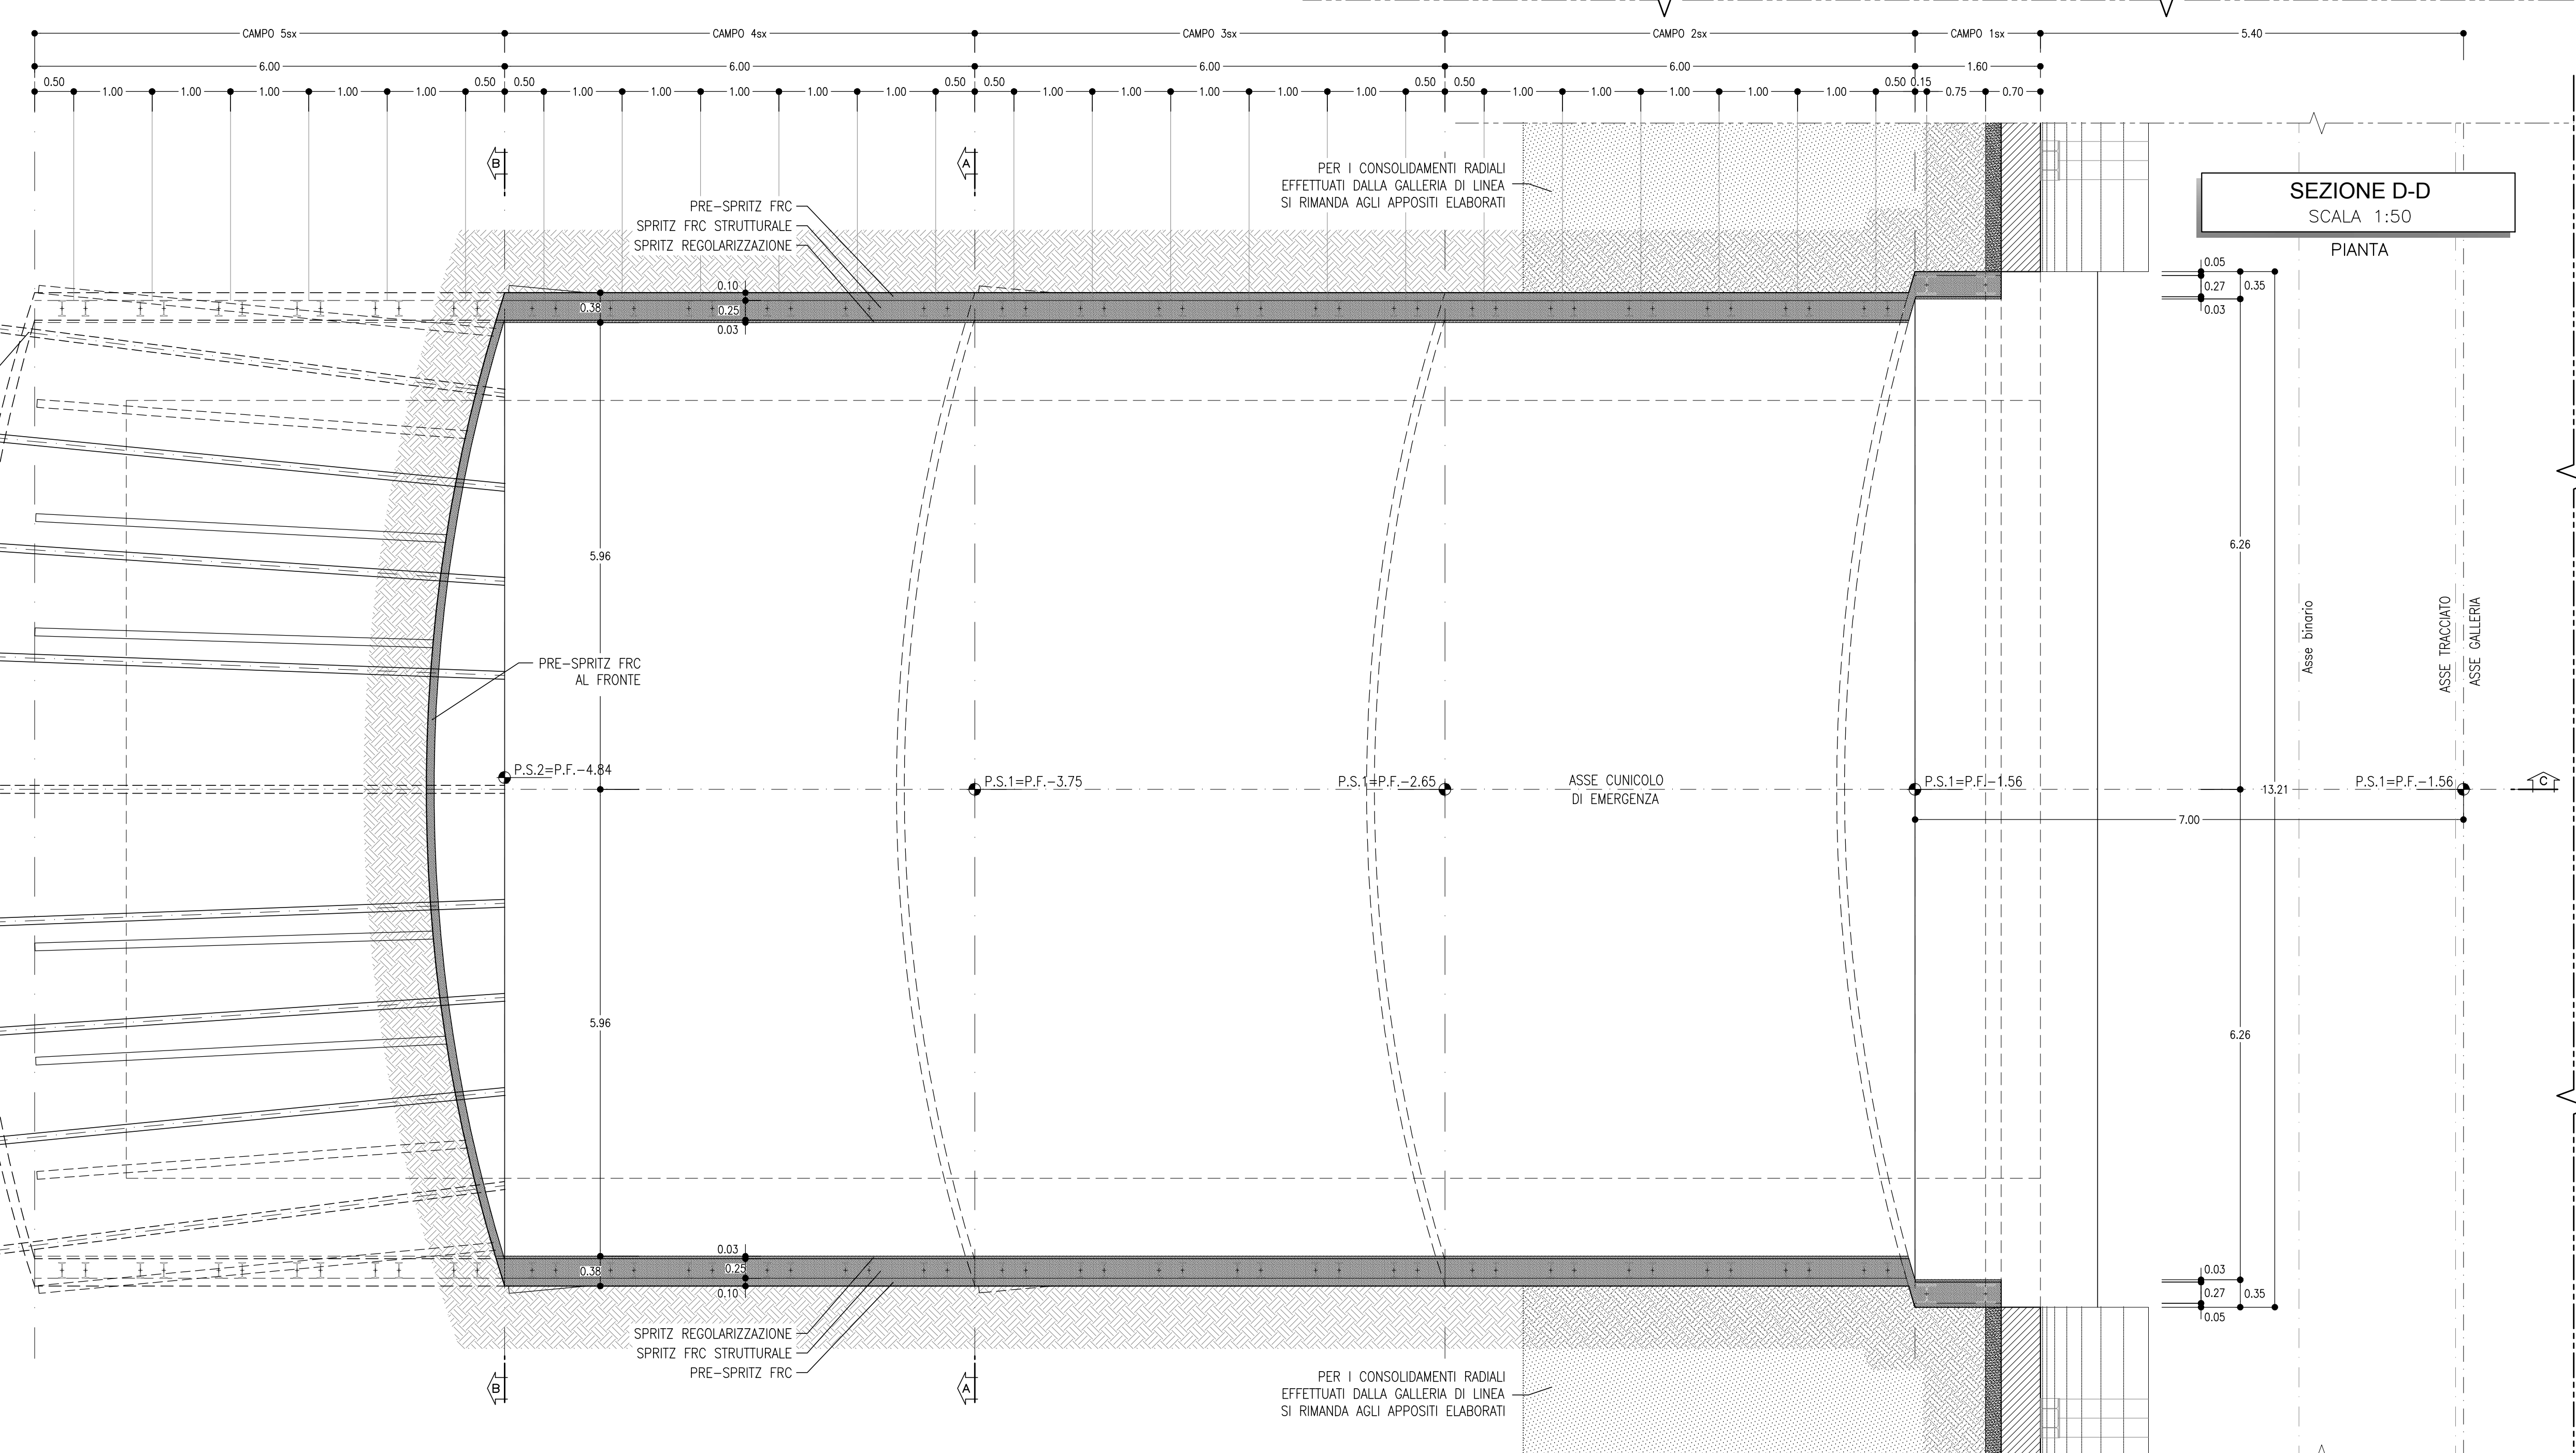 CAMPO 5sx
CAMPO 4sx
CAMPO 3sx
CAMPO 2sx
CAMPO 1sx
5.40
6.00
6.00
6.00
6.00
1.60
0.50
1.00
1.00
1.00
1.00
1.00
0.50
0.50
1.00
1.00
1.00
1.00
1.00
0.50
0.50
1.00
1.00
1.00
1.00
1.00
0.50
0.50
1.00
1.00
1.00
1.00
1.00
0.50
0.15
0.75
0.70
B
A
PER I CONSOLIDAMENTI RADIALI
EFFETTUATI DALLA GALLERIA DI LINEA
SI RIMANDA AGLI APPOSITI ELABORATI
SEZIONE D-D
SCALA 1:50
PIANTA
PRE-SPRITZ FRC
SPRITZ FRC STRUTTURALE
SPRITZ REGOLARIZZAZIONE
0.10
0.38
0.25
0.03
0.05
0.27
0.35
0.03
5.96
6.26
PRE-SPRITZ FRC
AL FRONTE
Asse binario
ASSE TRACCIATO
ASSE GALLERIA
P.S.2=P.F.-4.84
P.S.1=P.F.-3.75
P.S.1=P.F.-2.65
ASSE CUNICOLO
DI EMERGENZA
P.S.1=P.F.-1.56
13.21
P.S.1=P.F.-1.56
C
7.00
5.96
6.26
0.03
0.38
0.25
0.10
0.03
0.27
0.35
0.05
SPRITZ REGOLARIZZAZIONE
SPRITZ FRC STRUTTURALE
PRE-SPRITZ FRC
B
A
PER I CONSOLIDAMENTI RADIALI
EFFETTUATI DALLA GALLERIA DI LINEA
SI RIMANDA AGLI APPOSITI ELABORATI